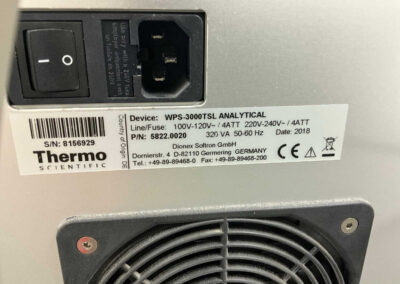 I O
Device: WPS-3000TSL ANALYTICAL
Line/Fuse: 100V-120V~ / 4ATT 220V-240V~ / 4ATT
P/N: 5822.0020 320 VA 50-60 Hz Date: 2018
Dionex Softron GmbH
Dornierstr. 4 D-82110 Germering GERMANY
Tel.: +49-89-89468-0 Fax: +49-89-89468-200
CE
Country of Origin: DE
S/N: 8156929
Thermo
SCIENTIFIC